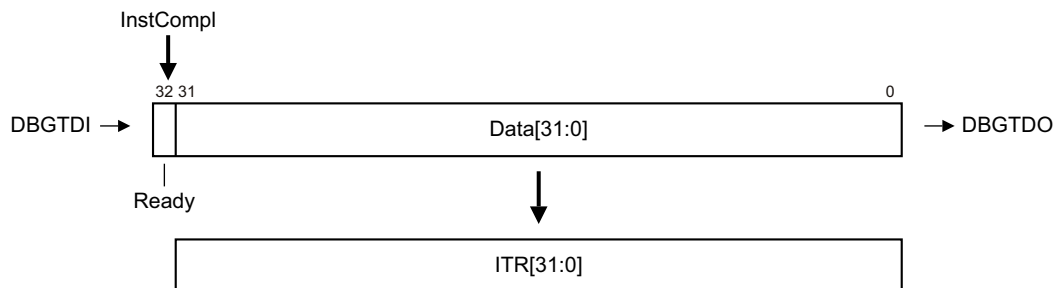 InstCompl
32 31 0
DBGTDI Data[31:0] DBGTDO
Ready
ITR[31:0]